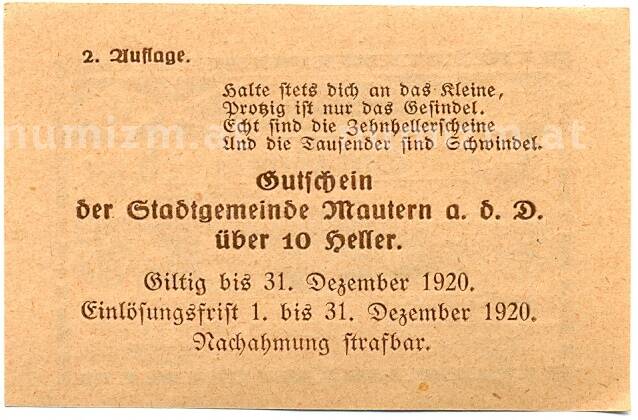 2. Auflage.
Halte stets dich an das Kleine,
Protzig ist nur das Gesindel.
Echt sind die Zehnhellerscheine
Und die Tausender sind Schwindel.
Gutschein
der Stadtgemeinde Mautern a. d. D.
über 10 Heller.
Giltig bis 31. Dezember 1920.
Einlösungsfrist 1. bis 31. Dezember 1920.
Nachahmung strafbar.